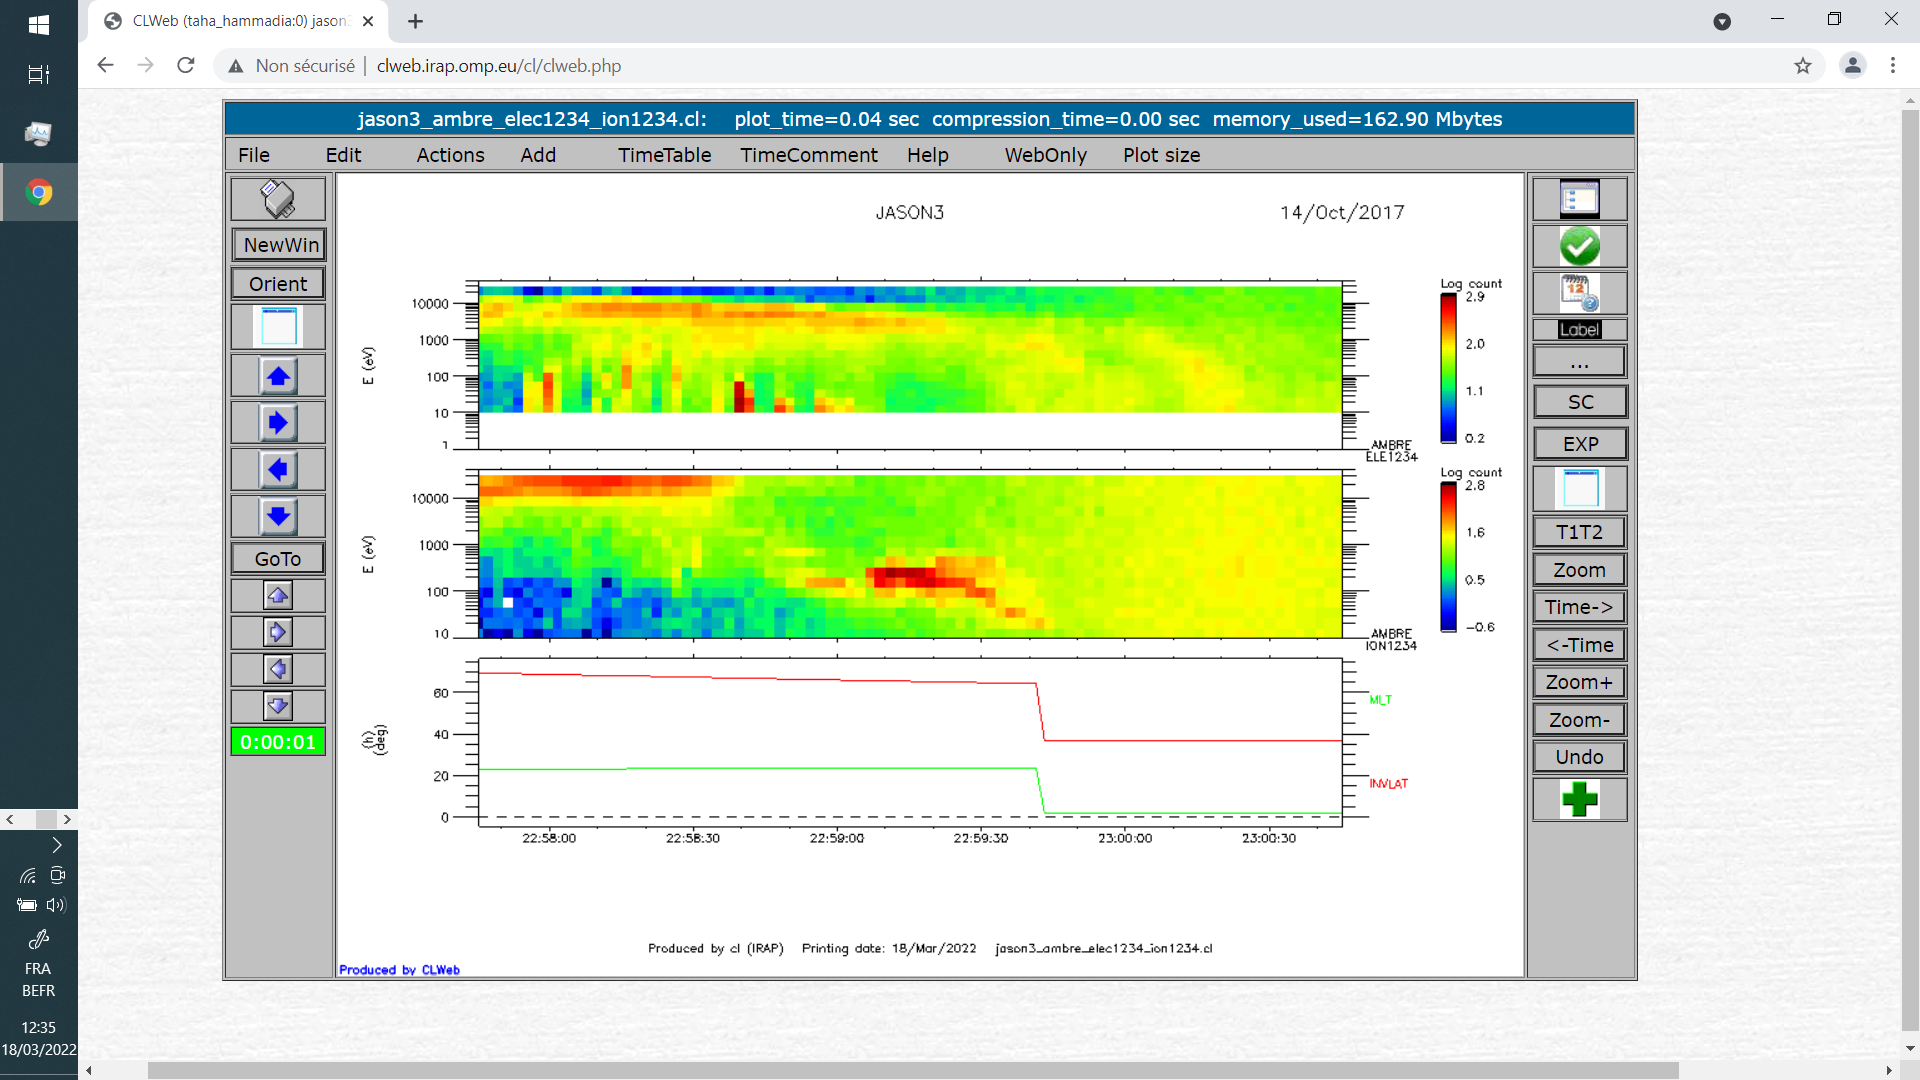 CLWeb (taha_hammadia:0) jason3
Non sécurisé | clweb.irap.omp.eu/cl/clweb.php
jason3_ambre_elec1234_ion1234.cl: plot_time=0.04 sec compression_time=0.00 sec memory_used=162.90 Mbytes
File Edit Actions Add TimeTable TimeComment Help WebOnly Plot size
NewWin
Orient
GoTo
0:00:01
JASON3 14/Oct/2017
10000
1000
100
10
1
E (eV)
AMBRE
ELE1234
Log count
2.9
2.0
1.1
0.2
10000
1000
100
10
E (eV)
AMBRE
ION1234
Log count
2.8
1.6
0.5
-0.6
60
40
20
0
(h)
(deg)
MLT
INVLAT
22:58:00 22:58:30 22:59:00 22:59:30 23:00:00 23:00:30
Produced by cl (IRAP) Printing date: 18/Mar/2022 jason3_ambre_elec1234_ion1234.cl
Produced by CLWeb
12
Label
...
SC
EXP
T1T2
Zoom
Time->
<-Time
Zoom+
Zoom-
Undo
FRA
BEFR
12:35
18/03/2022